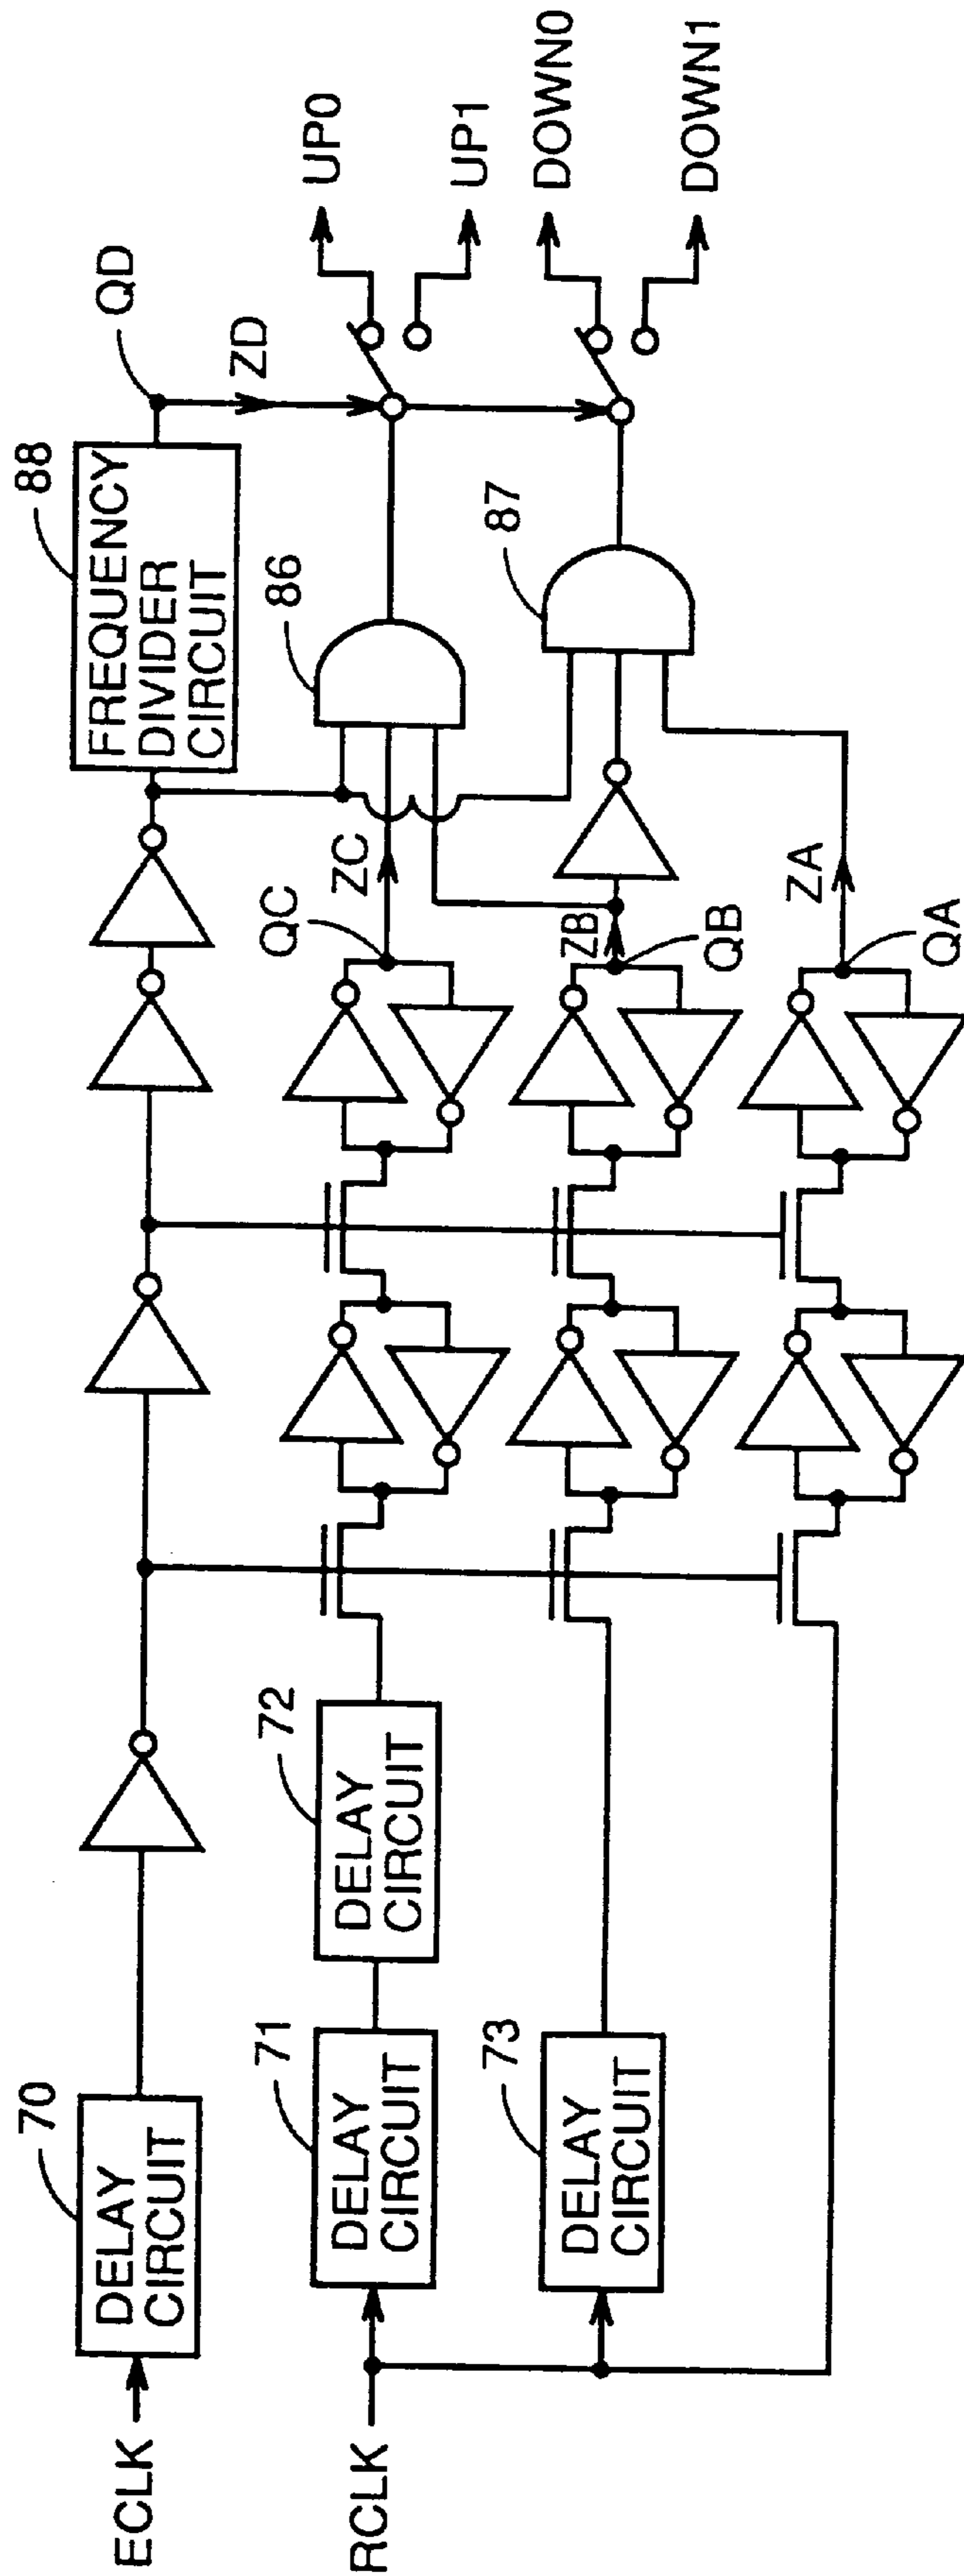 ECLK
70
DELAY
CIRCUIT
88
FREQUENCY
DIVIDER
CIRCUIT
QD
ZD
RCLK
71
DELAY
CIRCUIT
72
DELAY
CIRCUIT
QC
ZC
86
UP0
UP1
73
DELAY
CIRCUIT
ZB
QB
87
DOWN0
DOWN1
QA
ZA